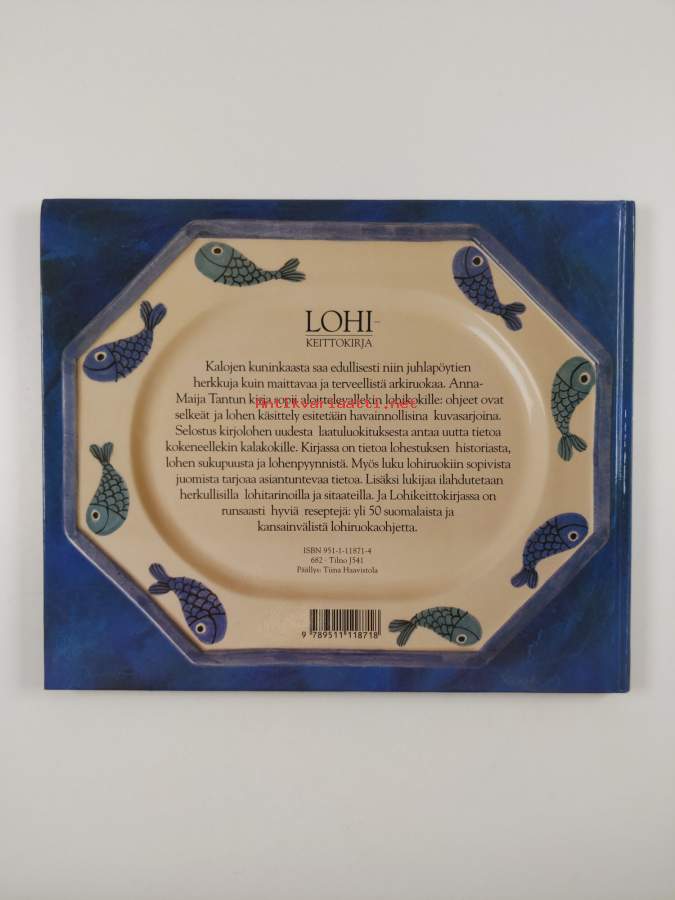 LOHI-
KEITTOKIRJA
Kalojen kuninkaasta saa edullisesti niin juhlapöytien
herkkuja kuin maittavaa ja terveellistä arkiruokaa. Anna-
Maija Tantun kirja sopii aloittelevallekin lohikokille: ohjeet ovat
Antikvariaatti.net
selkeät ja lohen käsittely esitetään havainnollisina kuvasarjoina.
Selostus kirjolohen uudesta laatuluokituksesta antaa uutta tietoa
kokeneellekin kalakokille. Kirjassa on tietoa lohestuksen historiasta,
lohen sukupuusta ja lohenpyynnistä. Myös luku lohiruokiin sopivista
juomista tarjoaa asiantuntevaa tietoa. Lisäksi lukijaa ilahdutetaan
herkullisilla lohitarinoilla ja sitaateilla. Ja Lohikeittokirjassa on
runsaasti hyviä reseptejä: yli 50 suomalaista ja
kansainvälistä lohiruokaohjetta.
ISBN 951-1-11871-4
682 · Tilno J541
Päällys: Tiina Haavistola
9 789511 118718